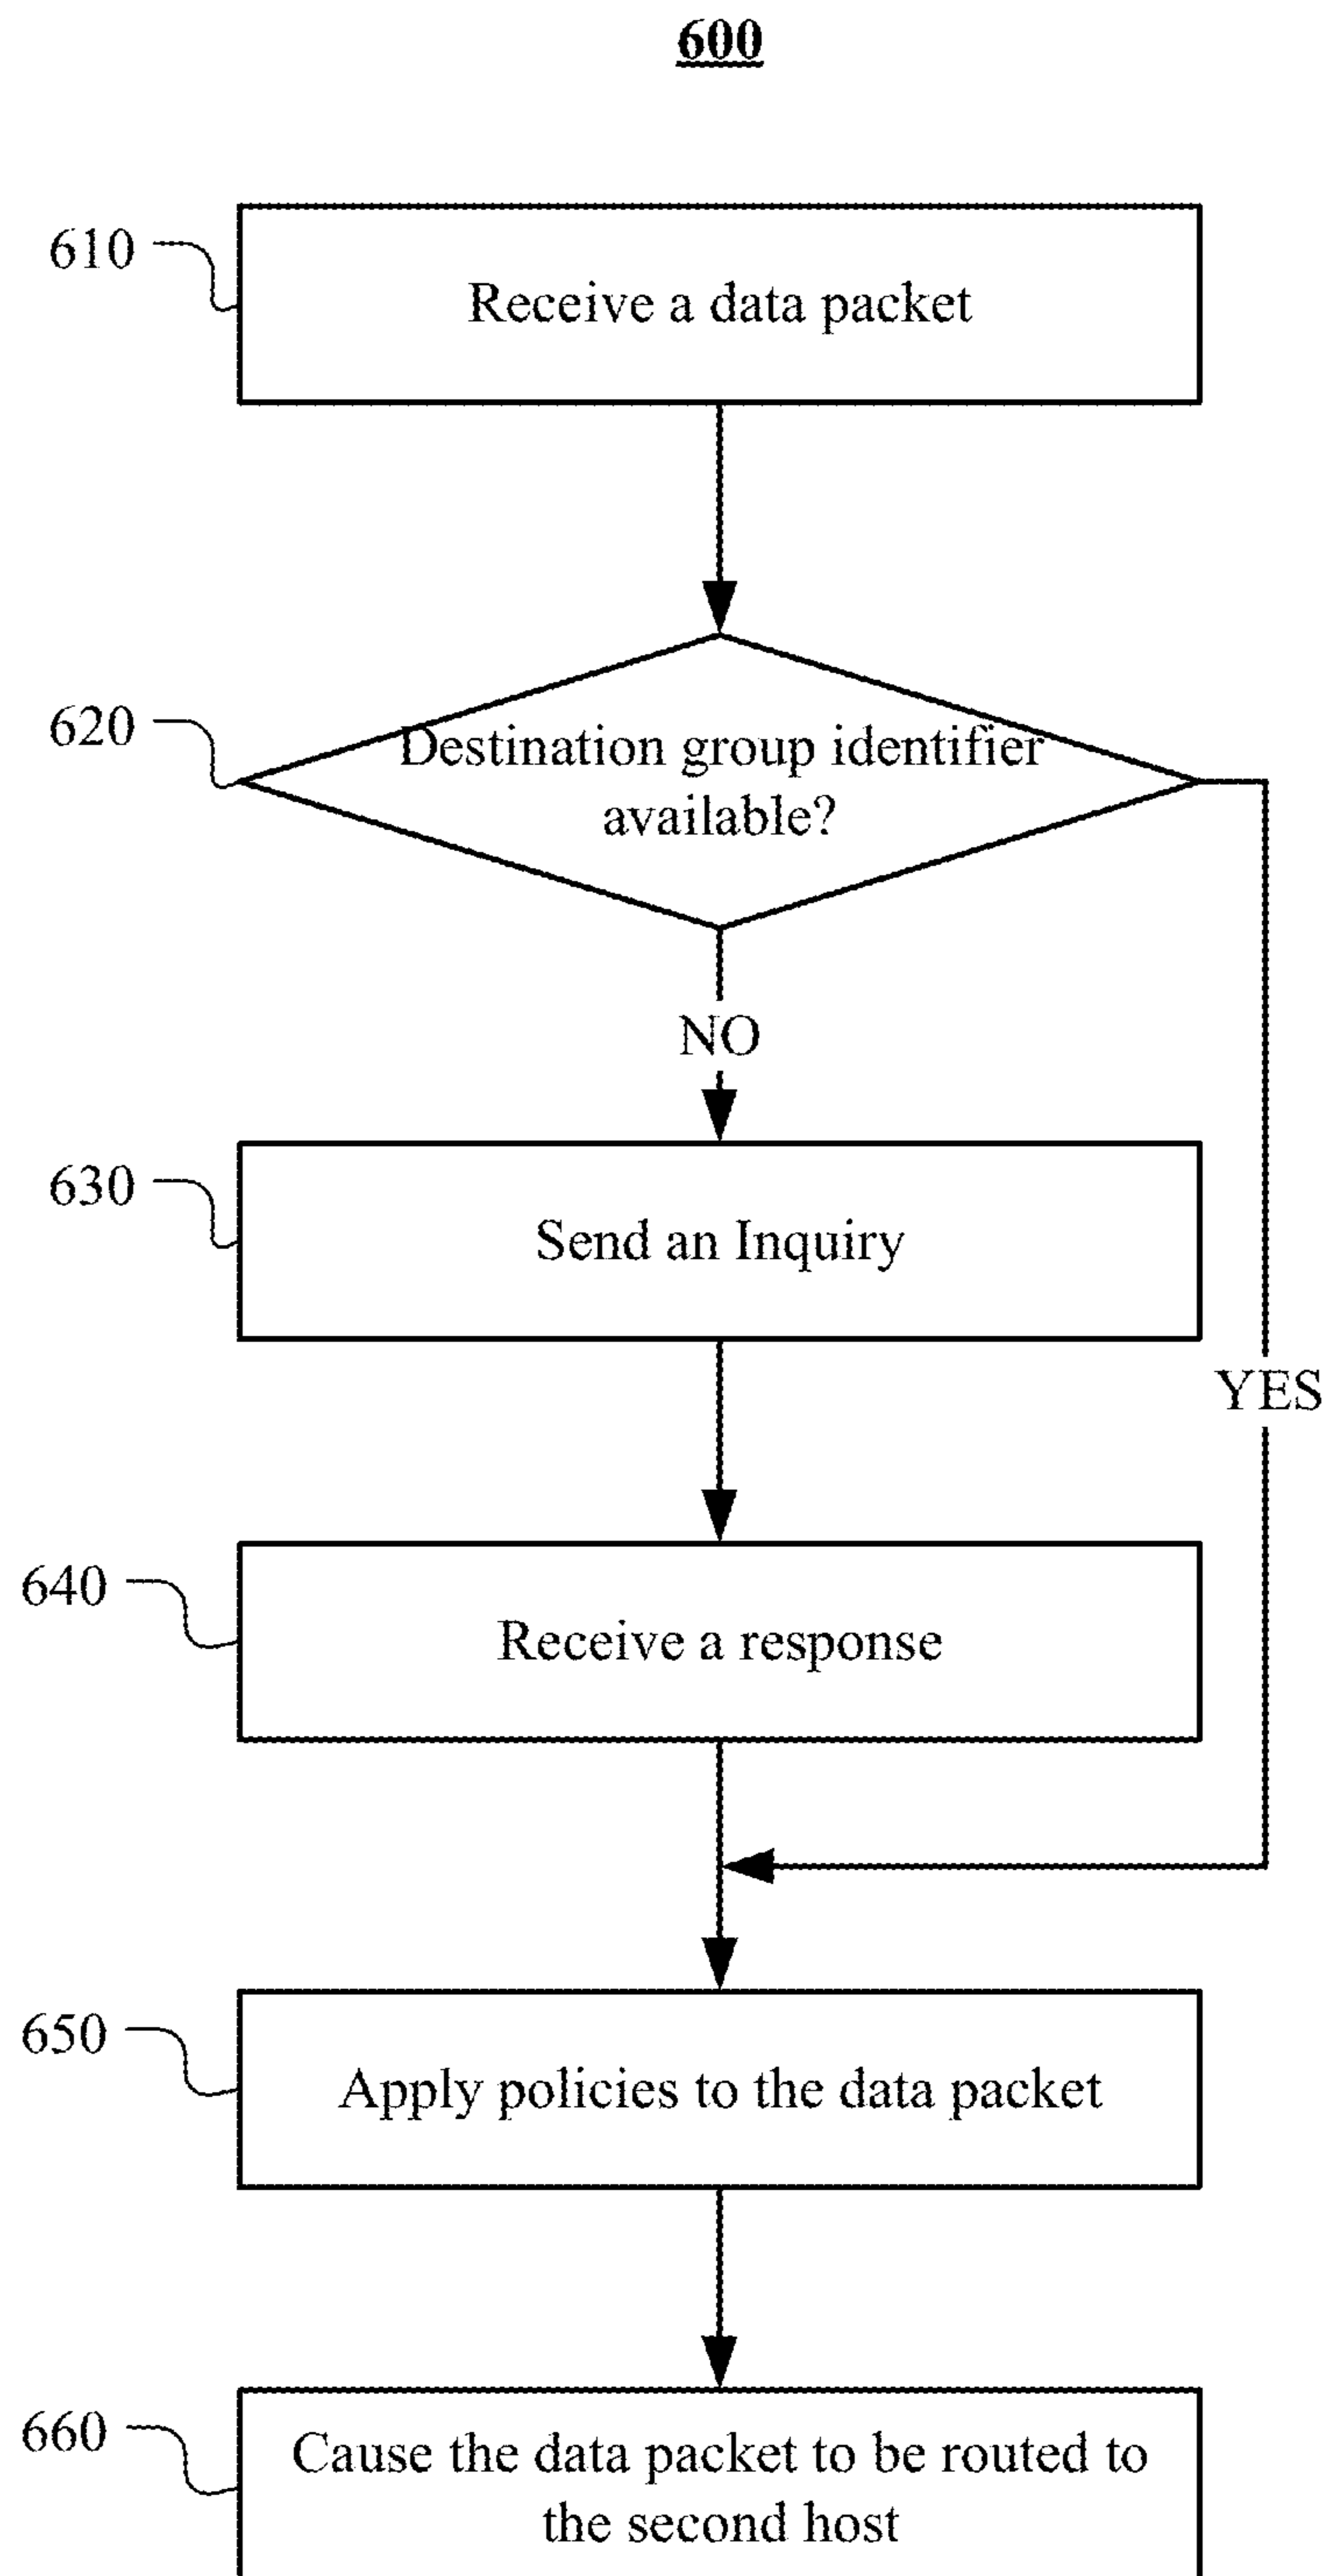 600
610
Receive a data packet
620
Destination group identifier
available?
NO
630
Send an Inquiry
YES
640
Receive a response
650
Apply policies to the data packet
660
Cause the data packet to be routed to
the second host